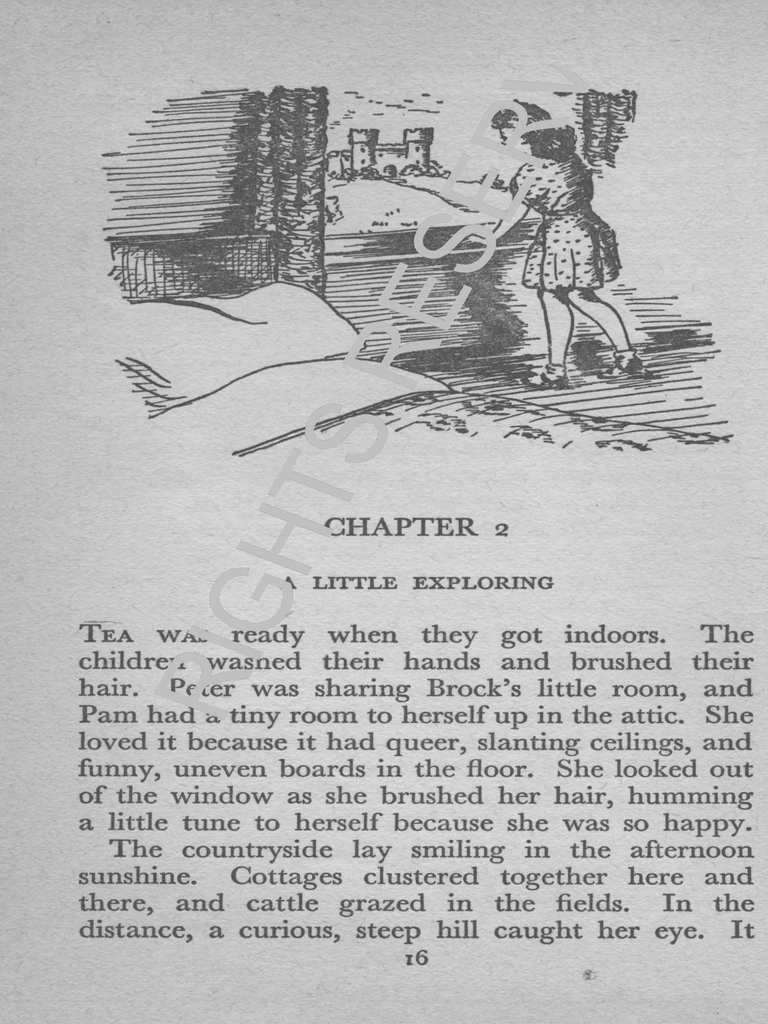 RIGHTS RESERV
CHAPTER 2
A LITTLE EXPLORING
TEA WAS ready when they got indoors. The
children washed their hands and brushed their
hair. Peter was sharing Brock's little room, and
Pam had a tiny room to herself up in the attic. She
loved it because it had queer, slanting ceilings, and
funny, uneven boards in the floor. She looked out
of the window as she brushed her hair, humming
a little tune to herself because she was so happy.
The countryside lay smiling in the afternoon
sunshine. Cottages clustered together here and
there, and cattle grazed in the fields. In the
distance, a curious, steep hill caught her eye. It
16